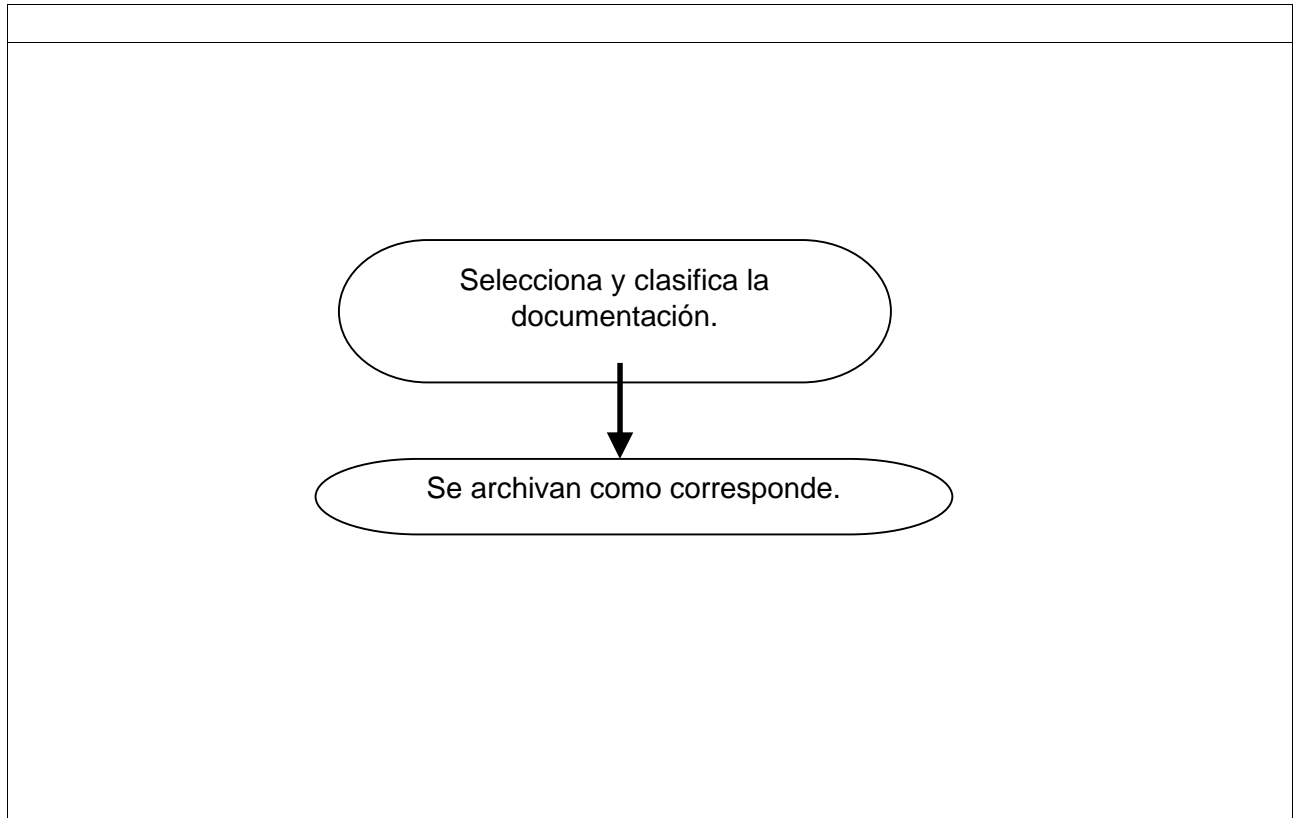 Selecciona y clasifica la
documentación.
Se archivan como corresponde.